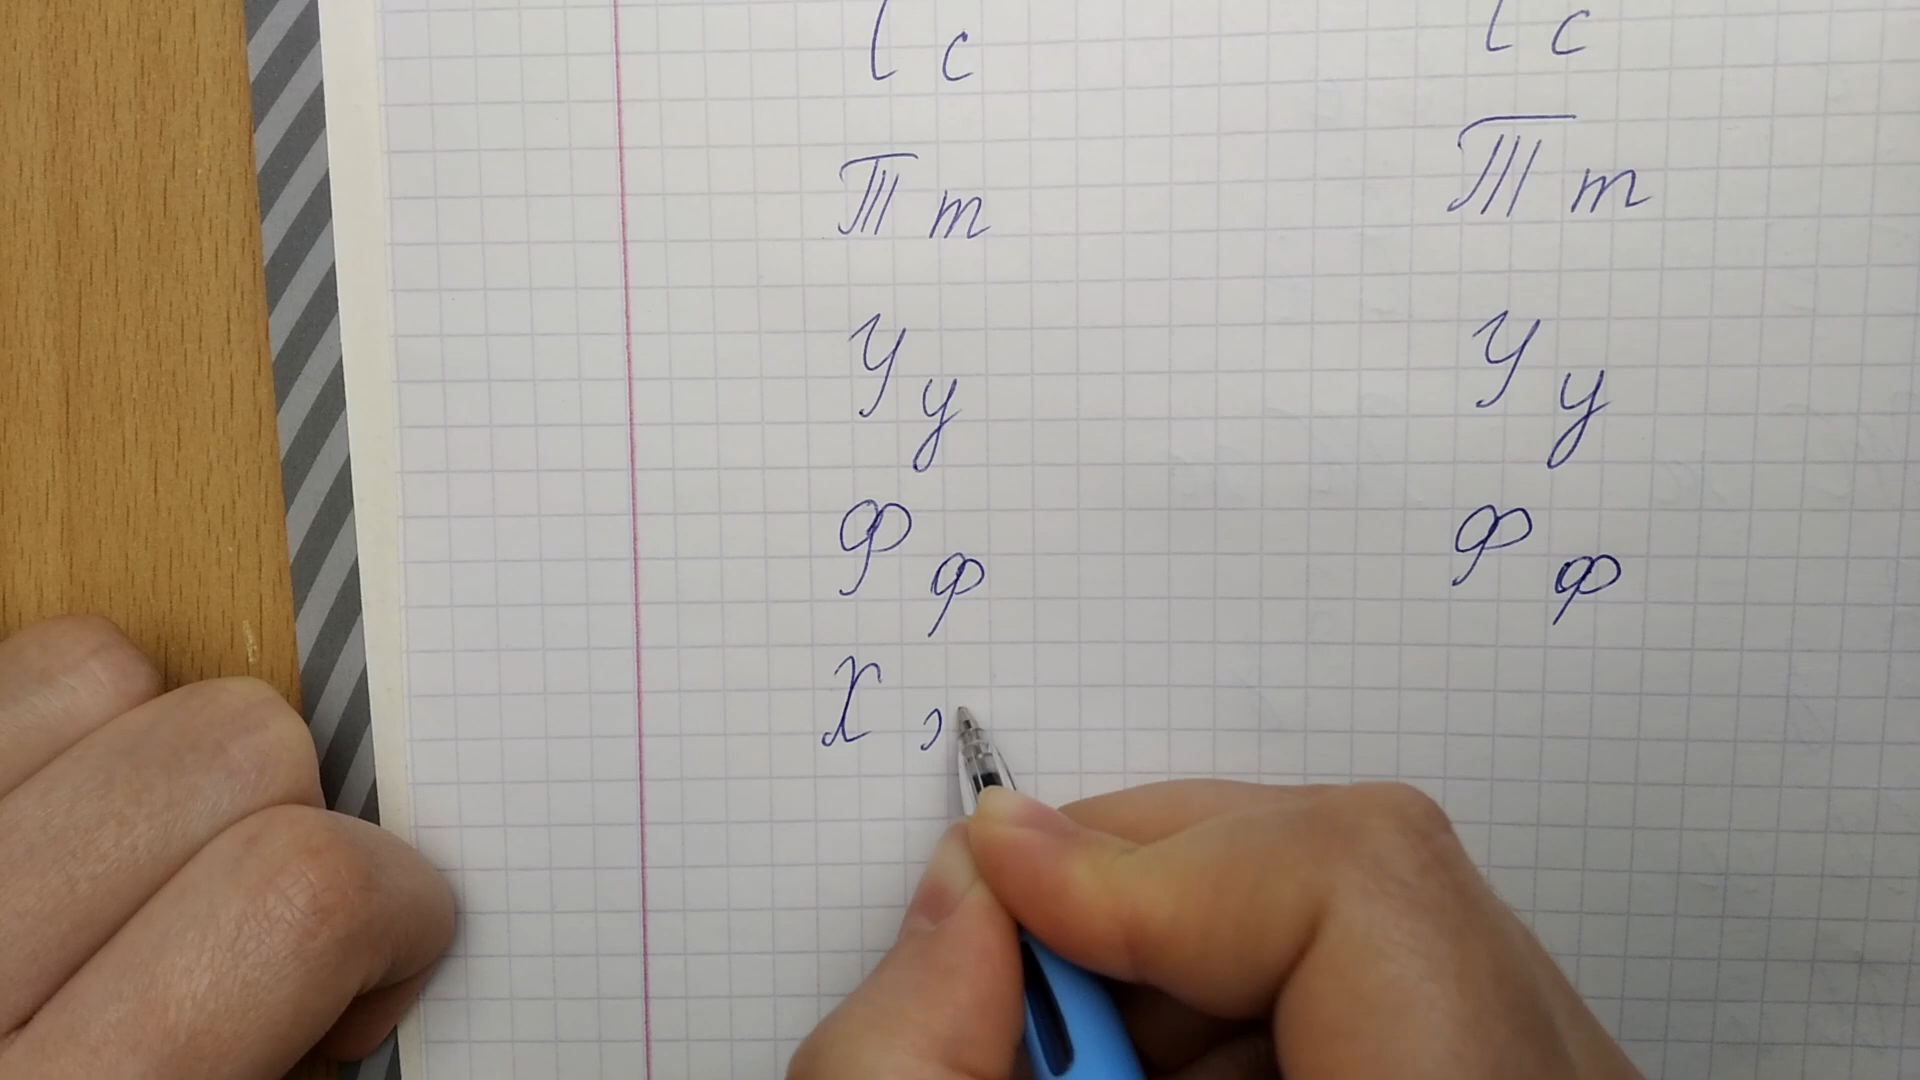 С с С с
Т т Т т
У у У у
Ф ф Ф ф
Х